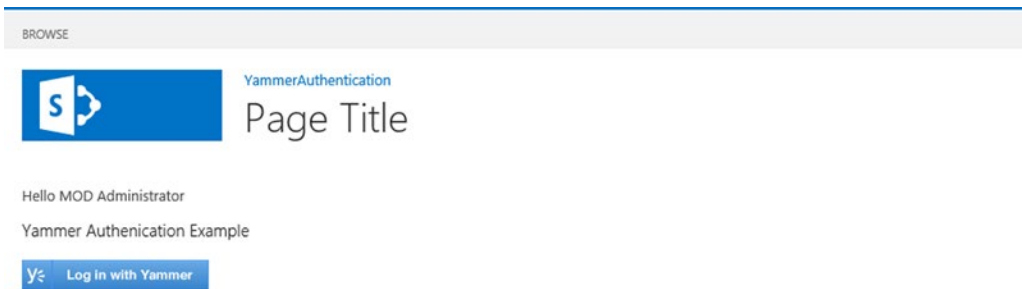 BROWSE
S
YammerAuthentication
Page Title
Hello MOD Administrator
Yammer Authenication Example
y Log in with Yammer